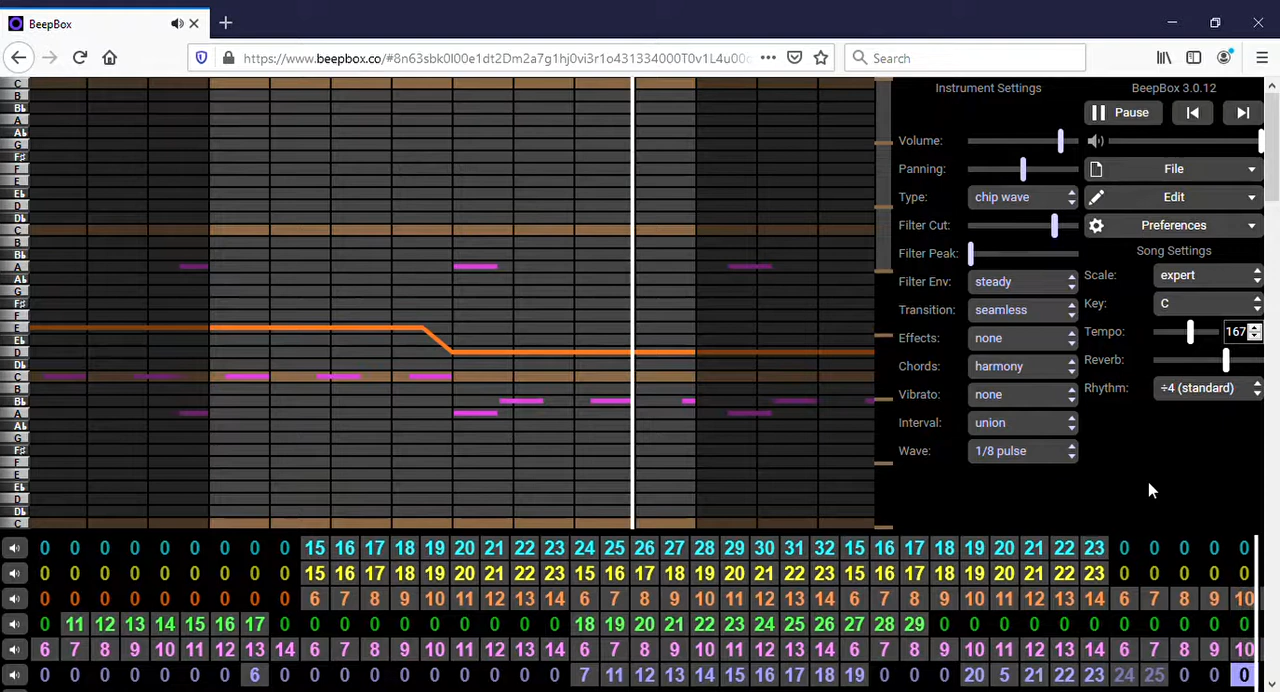 BeepBox
https://www.beepbox.co/#8n63sbk0l00e1dt2Dm2a7g1hj0vi3r1o431334000T0v1L4u00
Search
Instrument Settings
BeepBox 3.0.12
Pause
Volume:
Panning:
File
Type:
chip wave
Edit
Filter Cut:
Preferences
Filter Peak:
Song Settings
Filter Env:
steady
Scale:
expert
Transition:
seamless
Key:
C
Effects:
none
Tempo:
167
Chords:
harmony
Reverb:
Vibrato:
none
Rhythm:
÷4 (standard)
Interval:
union
Wave:
1/8 pulse
C
B
B♭
A
A♭
G
F♯
F
E
E♭
D
D♭
C
B
B♭
A
A♭
G
F♯
F
E
E♭
D
D♭
C
B
B♭
A
A♭
G
F♯
F
E
E♭
D
D♭
C
0 0 0 0 0 0 0 0 0 15 16 17 18 19 20 21 22 23 24 25 26 27 28 29 30 31 32 15 16 17 18 19 20 21 22 23 0 0 0 0 0
0 0 0 0 0 0 0 0 0 15 16 17 18 19 20 21 22 23 15 16 17 18 19 20 21 22 23 15 16 17 18 19 20 21 22 23 0 0 0 0 0
0 0 0 0 0 0 0 0 0 6 7 8 9 10 11 12 13 14 6 7 8 9 10 11 12 13 14 6 7 8 9 10 11 12 13 14 6 7 8 9 10
0 11 12 13 14 15 16 17 0 0 0 0 0 0 0 0 0 0 18 19 20 21 22 23 24 25 26 27 28 29 0 0 0 0 0 0 0 0 0 0 0
6 7 8 9 10 11 12 13 14 6 7 8 9 10 11 12 13 14 6 7 8 9 10 11 12 13 14 6 7 8 9 10 11 12 13 14 6 7 8 9 10
0 0 0 0 0 0 0 6 0 0 0 0 0 0 0 0 0 0 7 11 12 13 14 15 16 17 18 19 0 0 0 20 5 21 22 23 24 25 0 0 0